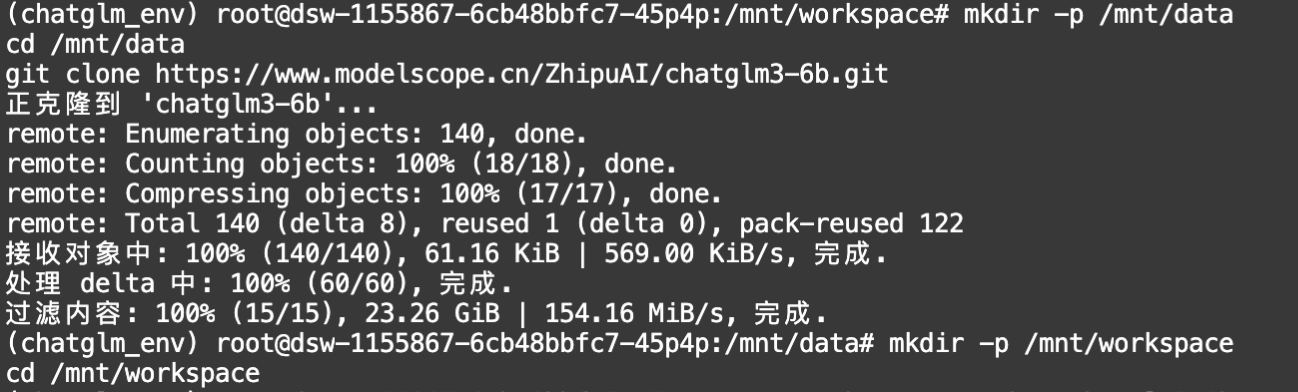 (chatglm_env) root@dsw-1155867-6cb48bbfc7-45p4p:/mnt/workspace# mkdir -p /mnt/data
cd /mnt/data
git clone https://www.modelscope.cn/ZhipuAI/chatglm3-6b.git
正克隆到 'chatglm3-6b'...
remote: Enumerating objects: 140, done.
remote: Counting objects: 100% (18/18), done.
remote: Compressing objects: 100% (17/17), done.
remote: Total 140 (delta 8), reused 1 (delta 0), pack-reused 122
接收对象中: 100% (140/140), 61.16 KiB | 569.00 KiB/s, 完成.
处理 delta 中: 100% (60/60), 完成.
过滤内容: 100% (15/15), 23.26 GiB | 154.16 MiB/s, 完成.
(chatglm_env) root@dsw-1155867-6cb48bbfc7-45p4p:/mnt/data# mkdir -p /mnt/workspace
cd /mnt/workspace